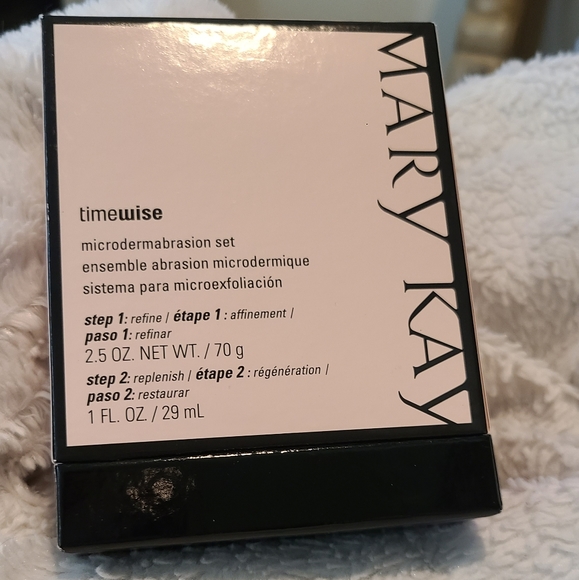 MARY KAY
timewise
microdermabrasion set
ensemble abrasion microdermique
sistema para microexfoliación
step 1: refine / étape 1 : affinement /
paso 1: refinar
2.5 OZ. NET WT. / 70 g
step 2: replenish / étape 2 : régénération /
paso 2: restaurar
1 FL. OZ. / 29 mL